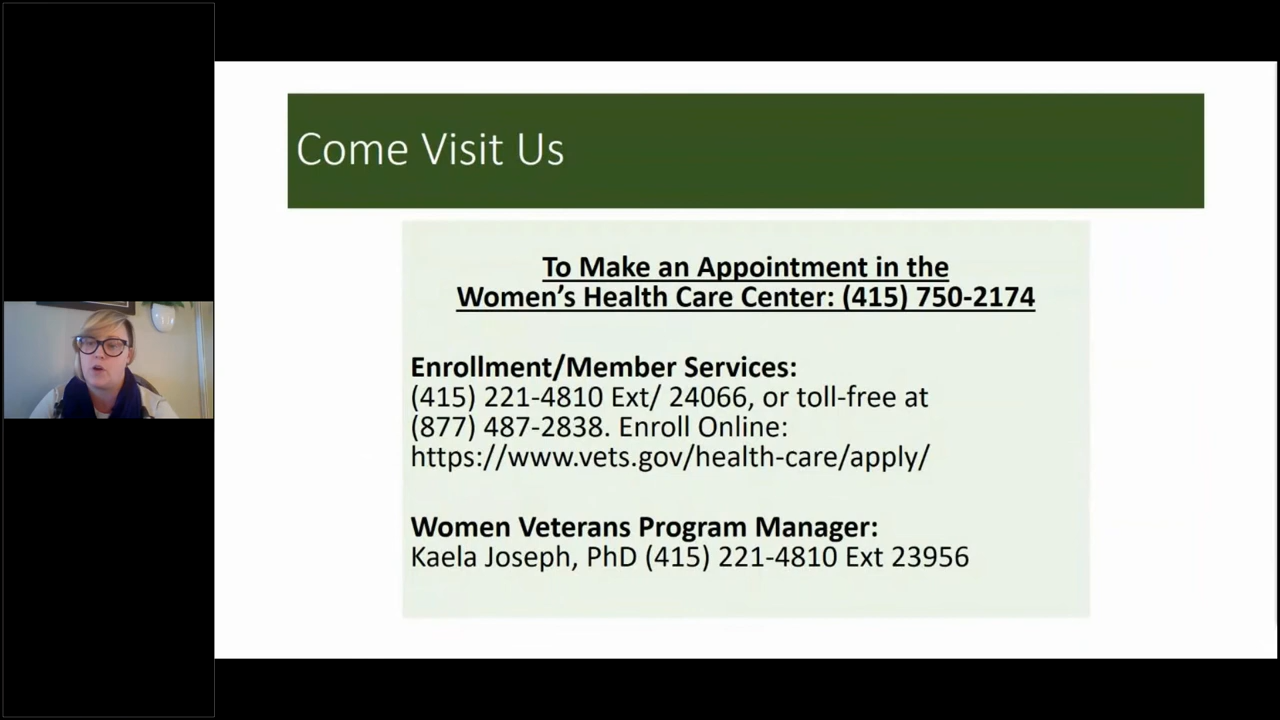 Come Visit Us
To Make an Appointment in the
Women’s Health Care Center: (415) 750-2174
Enrollment/Member Services:
(415) 221-4810 Ext/ 24066, or toll-free at
(877) 487-2838. Enroll Online:
https://www.vets.gov/health-care/apply/
Women Veterans Program Manager:
Kaela Joseph, PhD (415) 221-4810 Ext 23956